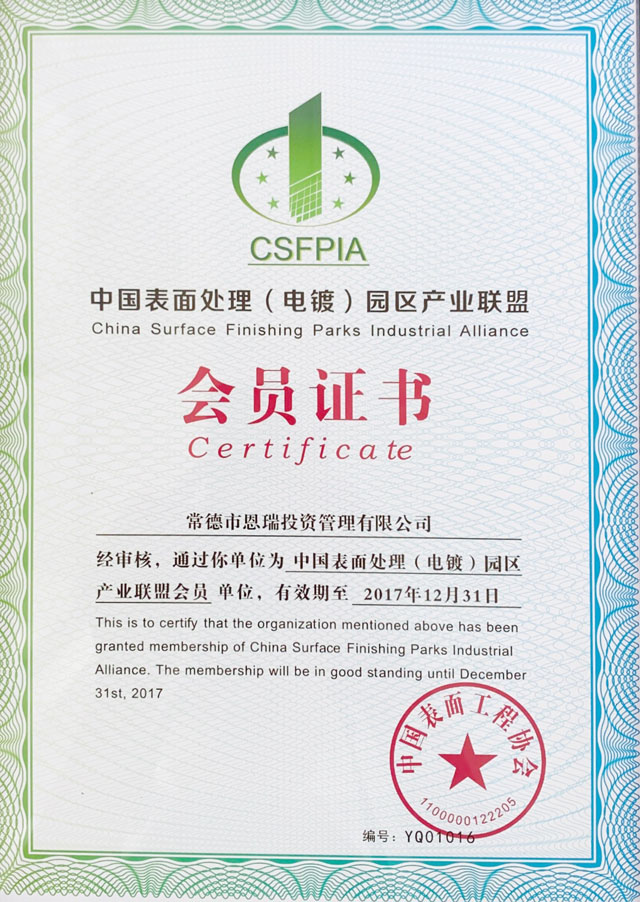 CSFPIA
中国表面处理（电镀）园区产业联盟
China Surface Finishing Parks Industrial Alliance
会员证书
Certificate
常德市恩瑞投资管理有限公司
经审核，通过你单位为 中国表面处理（电镀）园区
产业联盟会员 单位，有效期至 2017年12月31日
This is to certify that the organization mentioned above has been
granted membership of China Surface Finishing Parks Industrial
Alliance. The membership will be in good standing until December
31st, 2017
中国表面工程协会
1100000122205
编号：YQ01016